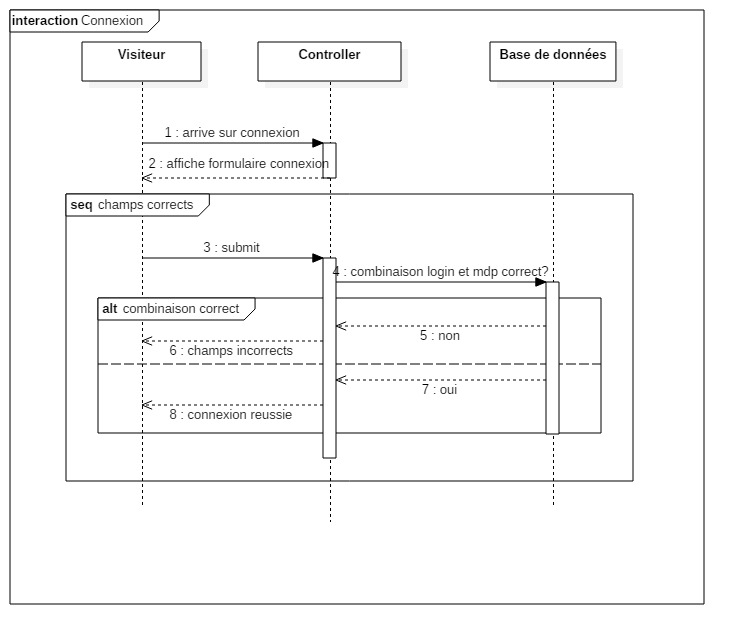 interaction Connexion
Visiteur
Controller
Base de données
1 : arrive sur connexion
2 : affiche formulaire connexion
seq champs corrects
3 : submit
4 : combinaison login et mdp correct?
alt combinaison correct
5 : non
6 : champs incorrects
7 : oui
8 : connexion reussie